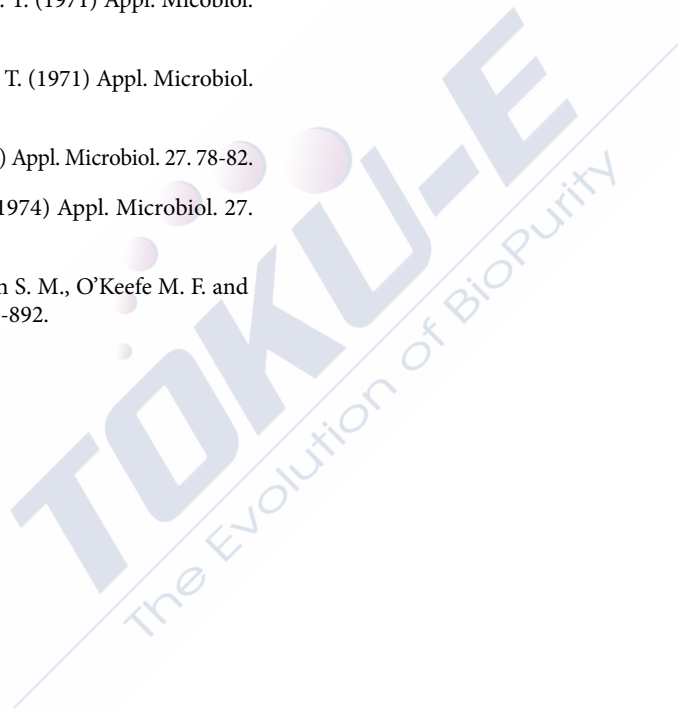 . T. (1971) Appl. Micobiol.
T. (1971) Appl. Microbiol.
) Appl. Microbiol. 27. 78-82.
1974) Appl. Microbiol. 27.
n S. M., O'Keefe M. F. and
-892.
TOKU-E
The Evolution of BioPurity